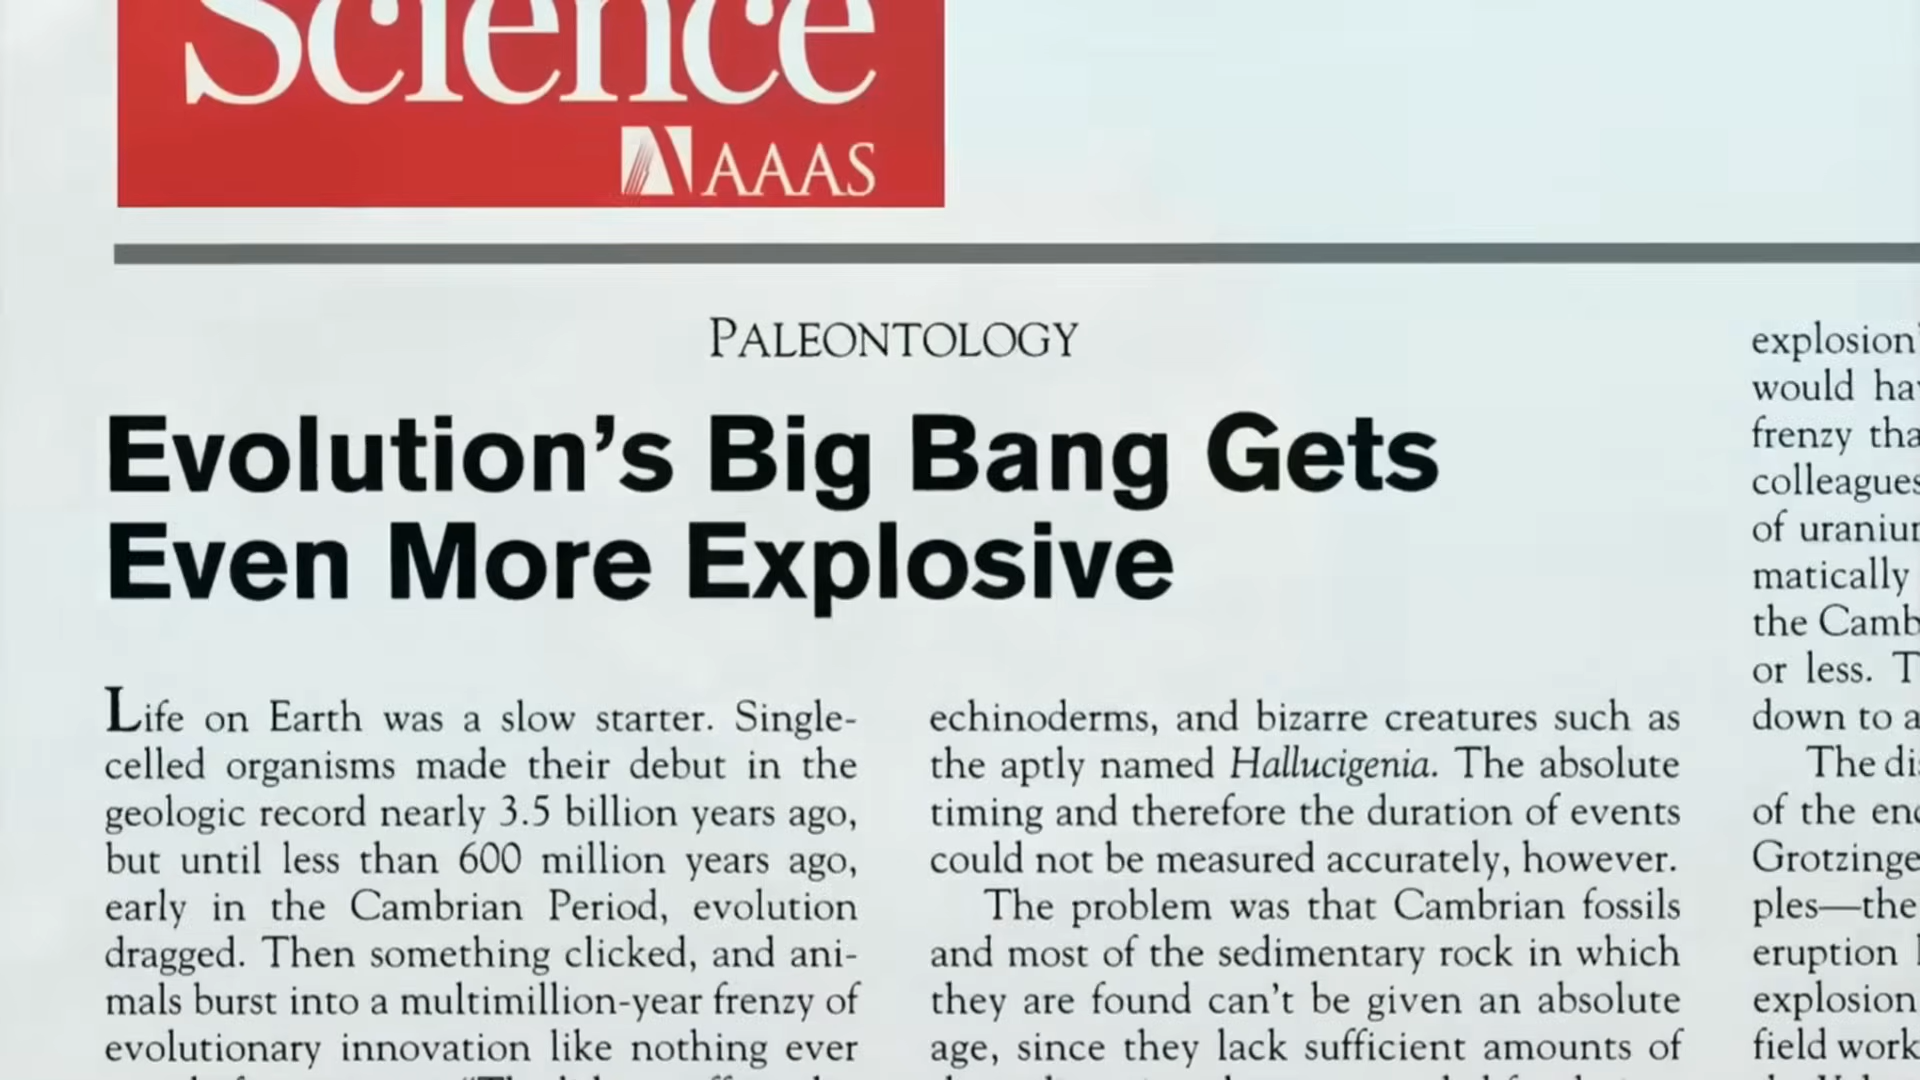 Science
AAAS
PALEONTOLOGY
Evolution’s Big Bang Gets
Even More Explosive
Life on Earth was a slow starter. Single-
celled organisms made their debut in the
geologic record nearly 3.5 billion years ago,
but until less than 600 million years ago,
early in the Cambrian Period, evolution
dragged. Then something clicked, and ani-
mals burst into a multimillion-year frenzy of
evolutionary innovation like nothing ever
echinoderms, and bizarre creatures such as
the aptly named Hallucigenia. The absolute
timing and therefore the duration of events
could not be measured accurately, however.
The problem was that Cambrian fossils
and most of the sedimentary rock in which
they are found can’t be given an absolute
age, since they lack sufficient amounts of
explosion
would
frenzy
colleagues
of
matically
the
or less.
down to a
The
of the
ples—the
eruption
explosion
field work